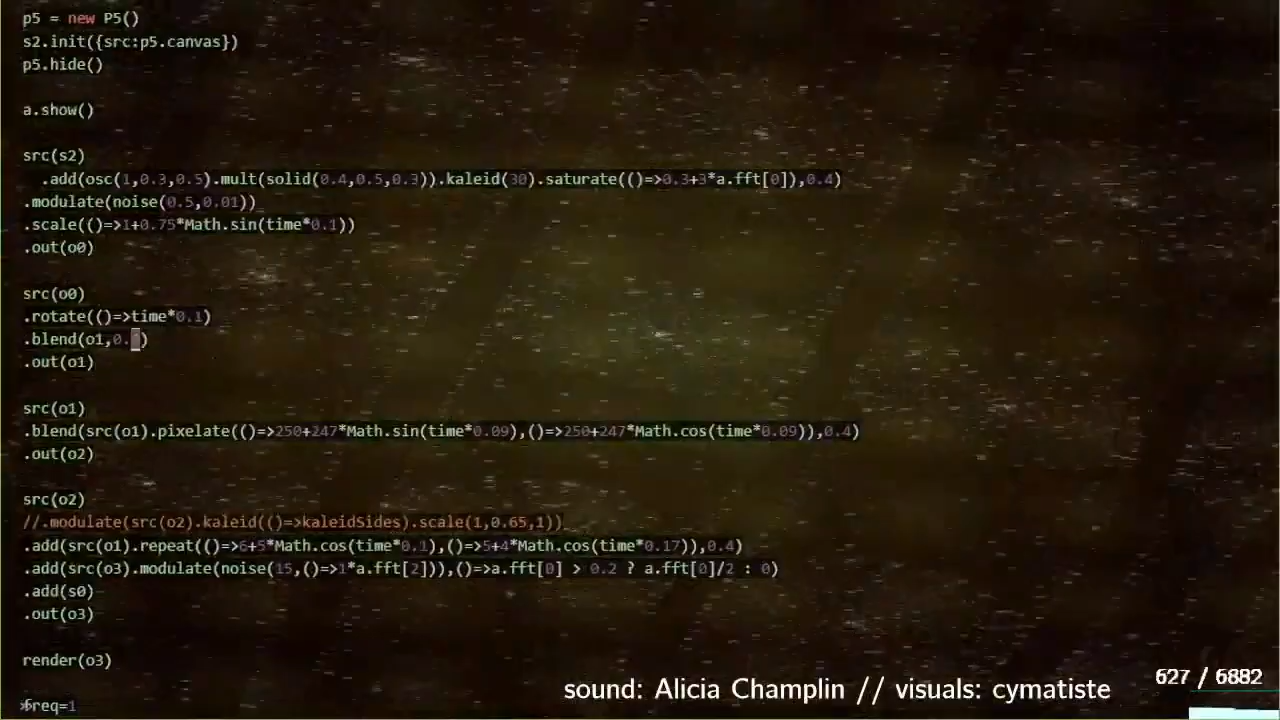 p5 = new P5()
s2.init({src:p5.canvas})
p5.hide()
a.show()
src(s2)
.add(osc(1,0.3,0.5).mult(solid(0.4,0.5,0.3)).kaleid(30).saturate(()=>0.3+3*a.fft[0]),0.4)
.modulate(noise(0.5,0.01))
.scale(()=>1+0.75*Math.sin(time*0.1))
.out(o0)
src(o0)
.rotate(()=>time*0.1)
.blend(o1,0. )
.out(o1)
src(o1)
.blend(src(o1).pixelate(()=>250+247*Math.sin(time*0.09),()=>250+247*Math.cos(time*0.09)),0.4)
.out(o2)
src(o2)
//.modulate(src(o2).kaleid(()=>kaleidSides).scale(1,0.65,1))
.add(src(o1).repeat(()=>6+5*Math.cos(time*0.1),()=>5+4*Math.cos(time*0.17)),0.4)
.add(src(o3).modulate(noise(15,()=>1*a.fft[2])),()=>a.fft[0] > 0.2 ? a.fft[0]/2 : 0)
.add(s0)
.out(o3)
render(o3)
627 / 6882
sound: Alicia Champlin // visuals: cymatiste
freq=1